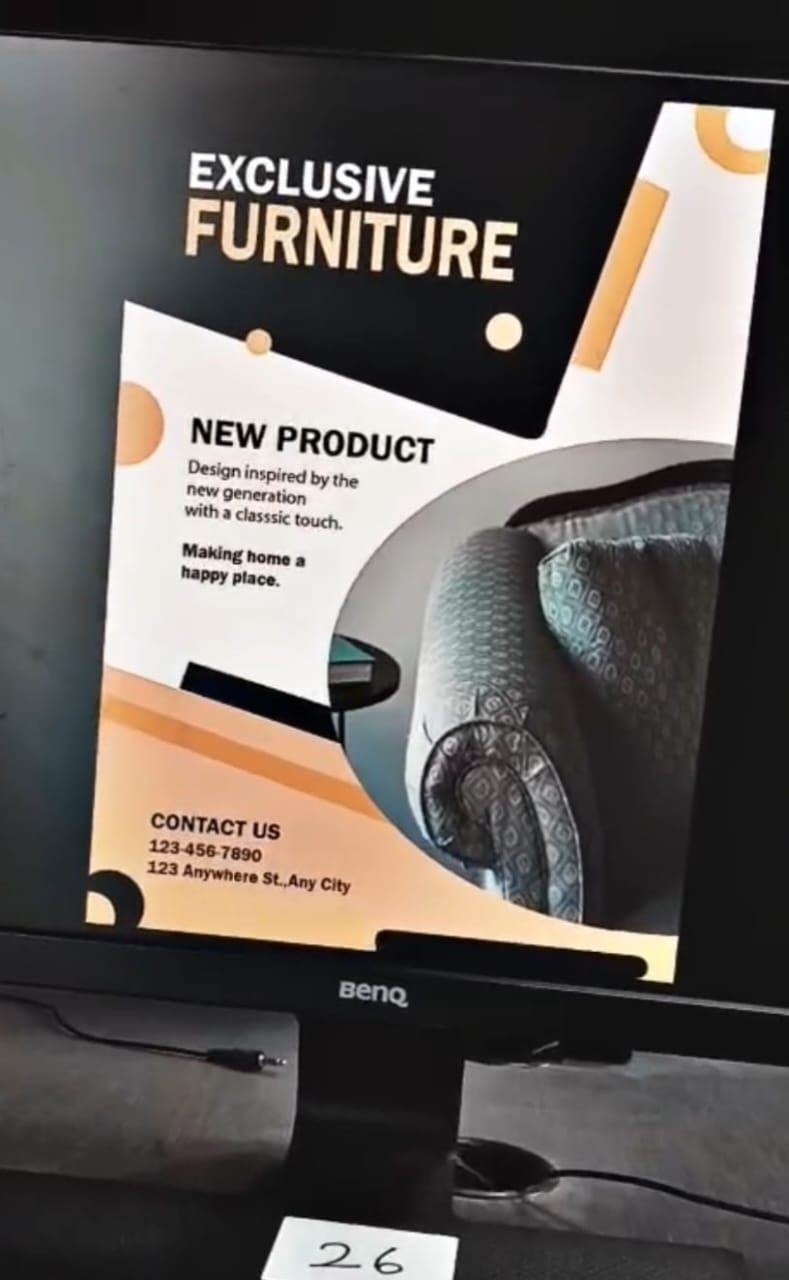 EXCLUSIVE
FURNITURE
NEW PRODUCT
Design inspired by the
new generation
with a classsic touch.
Making home a
happy place.
CONTACT US
123-456-7890
123 Anywhere St.,Any City
BenQ
26